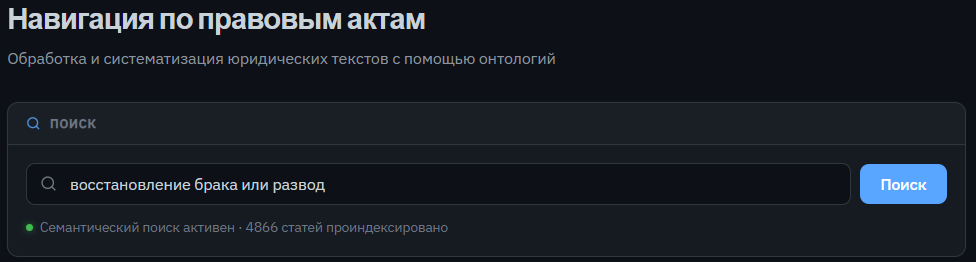 Навигация по правовым актам
Обработка и систематизация юридических текстов с помощью онтологий
ПОИСК
восстановление брака или развод
Поиск
Семантический поиск активен · 4866 статей проиндексировано